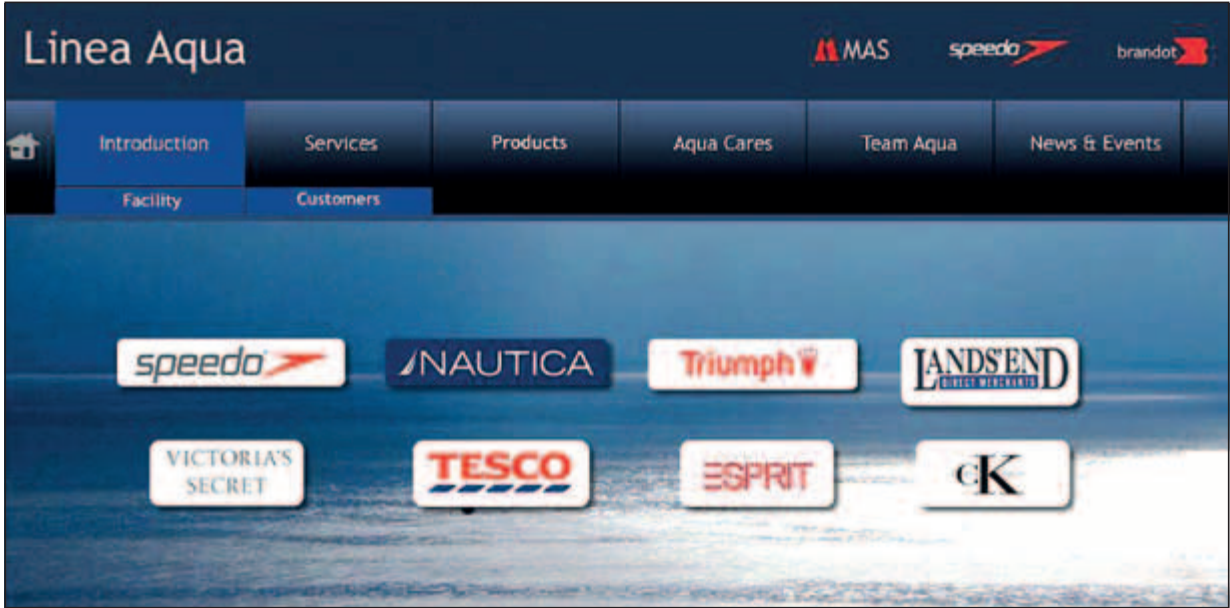 Linea Aqua
MAS speedo brandot
Introduction Services Products Aqua Cares Team Aqua News & Events
Facility Customers
speedo NAUTICA Triumph LANDS' END
DIRECT MERCHANTS
VICTORIA'S TESCO ESPRIT cK
SECRET